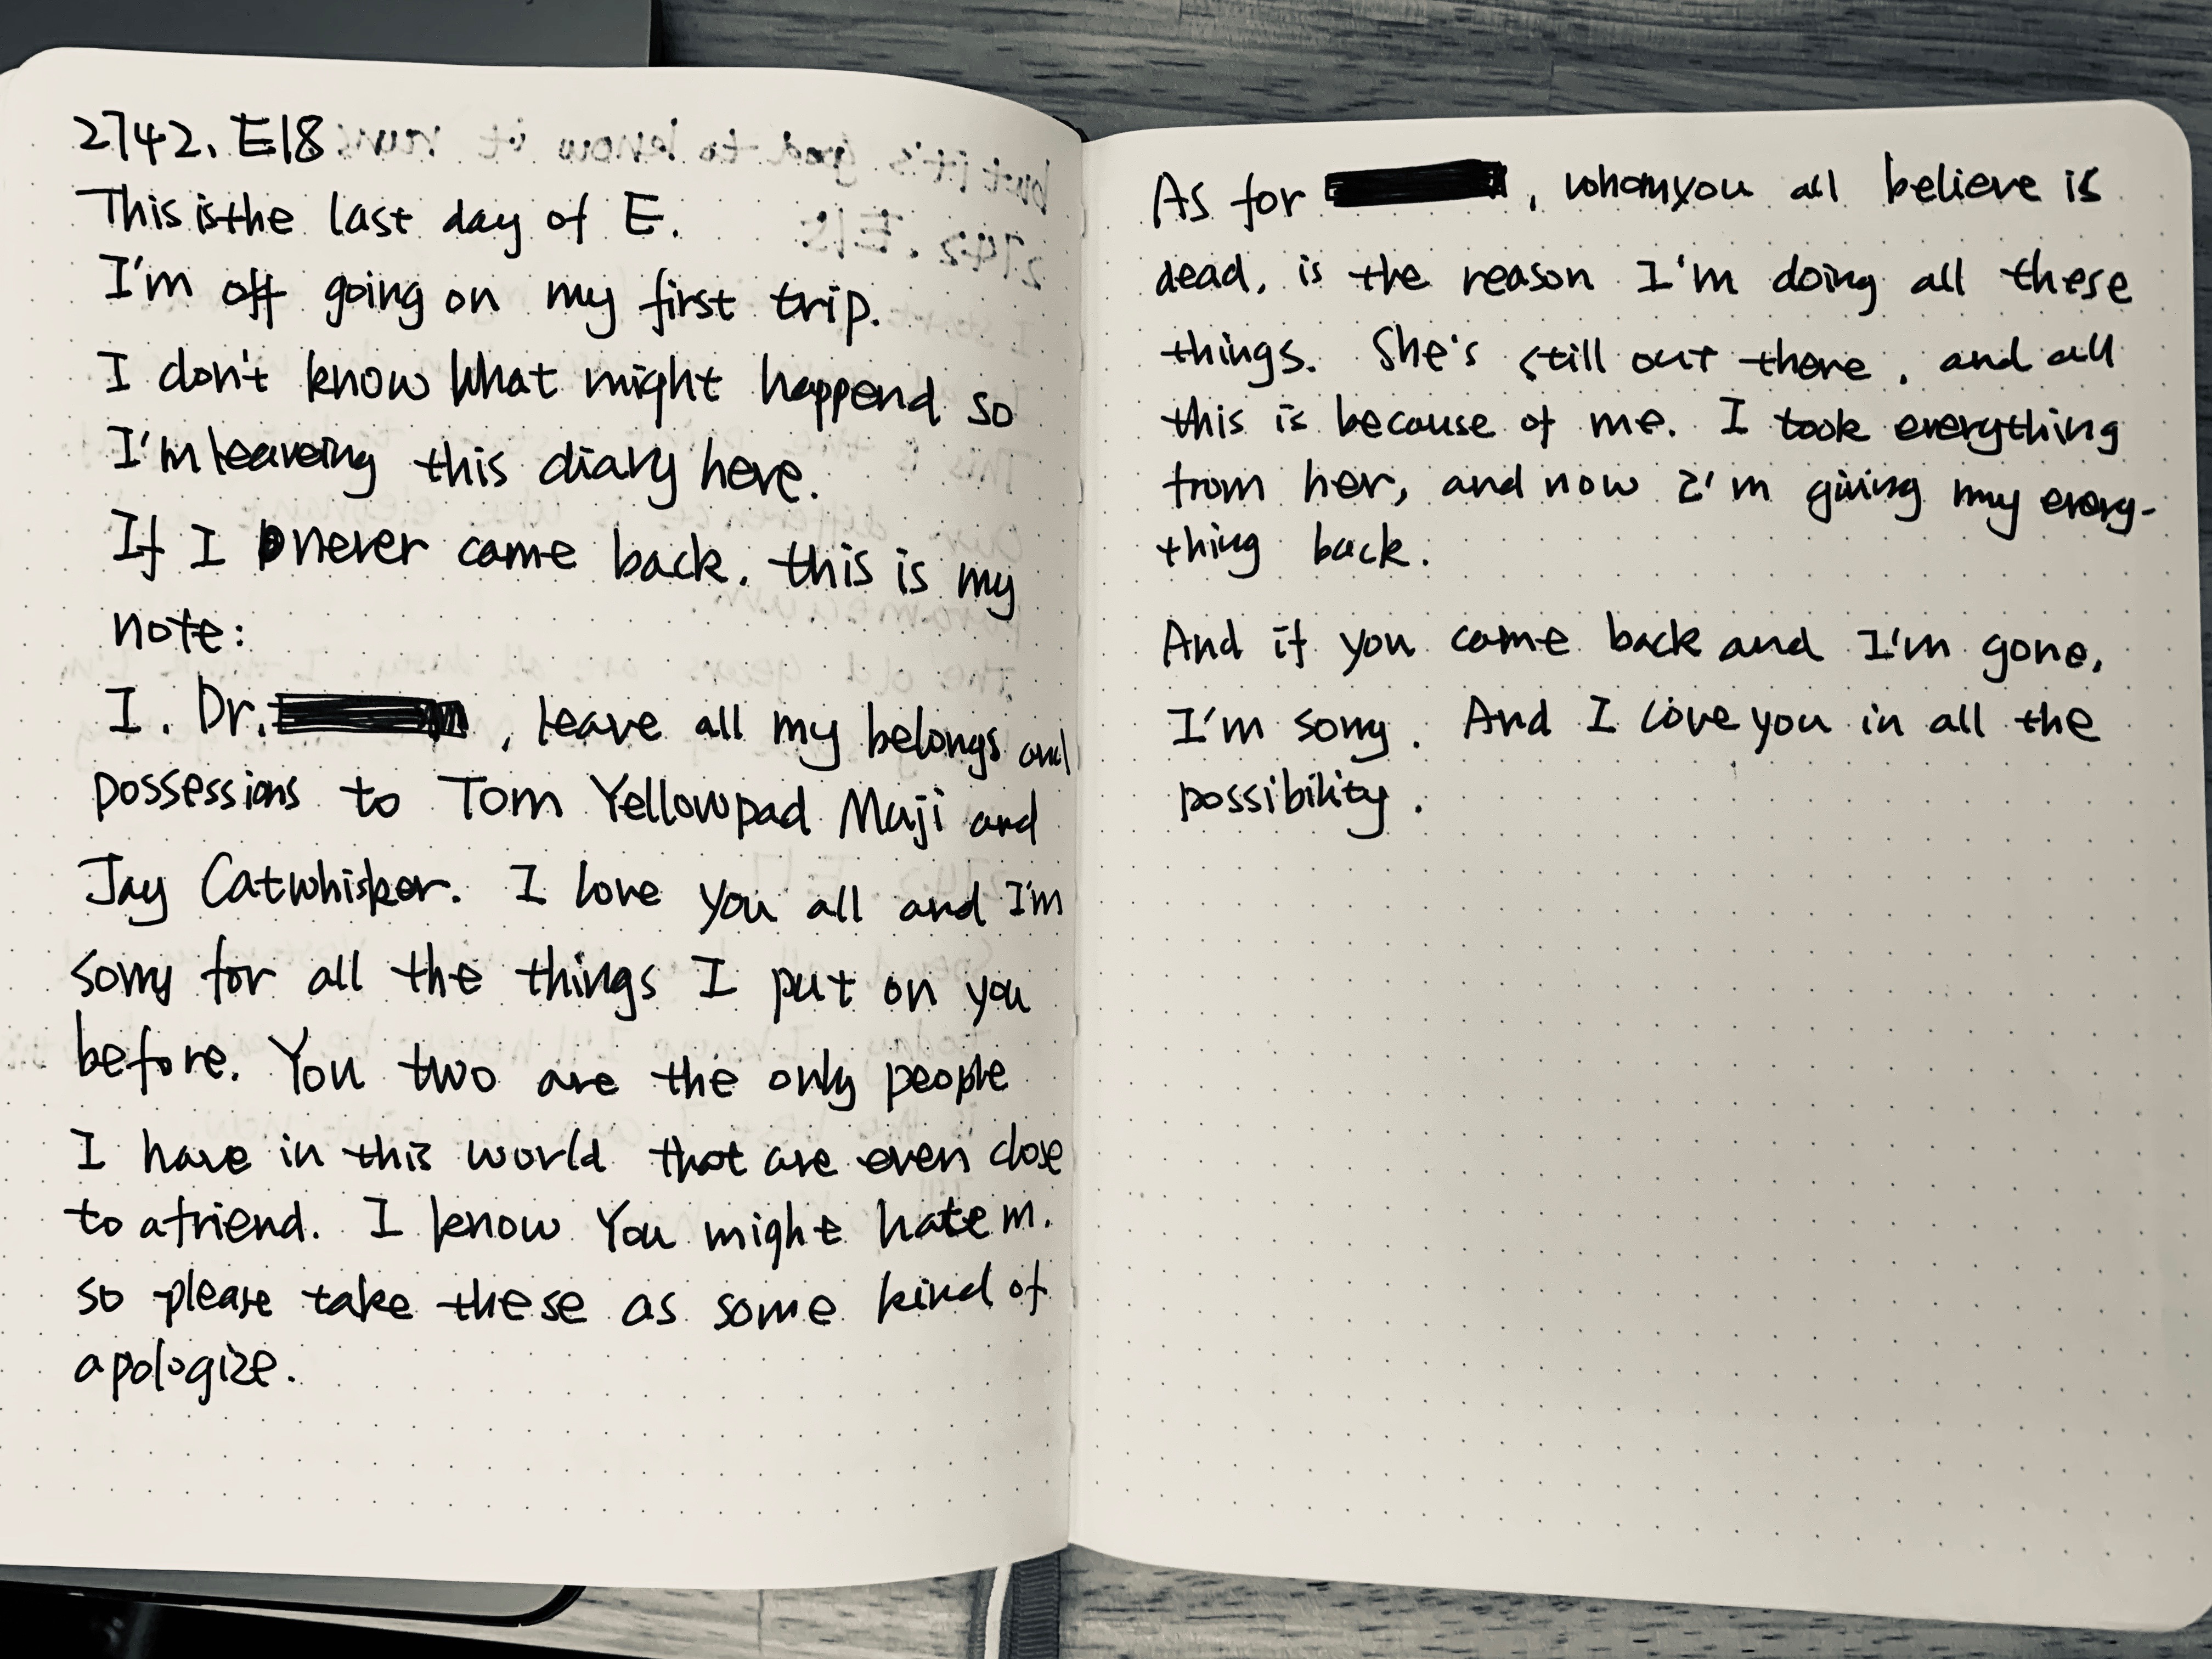 2742. E18
This is the last day of E.
I'm off going on my first trip.
I don't know what might happend so
I'm leaveing this diary here.
If I never came back. this is my
note:
I. Dr. , leave all my belongs and
possessions to Tom Yellowpad Muji and
Jay Catwhisker. I love you all and I'm
sorry for all the things I put on you
before. You two are the only people
I have in this world that are even close
to a friend. I know You might hate m.
so please take these as some kind of
apologize.
As for , whom you all believe is
dead, is the reason I'm doing all these
things. She's still out there, and all
this is because of me. I took everything
from her, and now I'm giving my every-
thing back.
And if you came back and I'm gone,
I'm sorry. And I love you in all the
possibility.